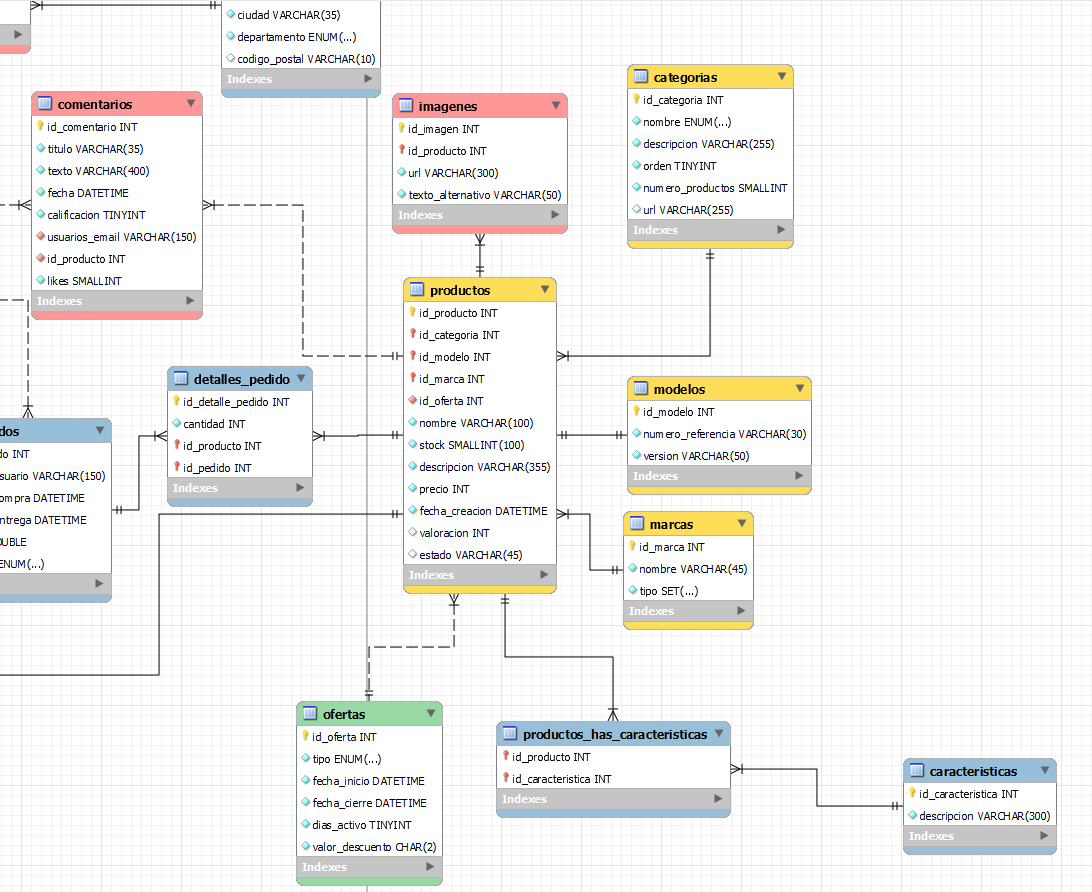 ciudad VARCHAR(35)
departamento ENUM(...)
codigo_postal VARCHAR(10)
Indexes
comentarios
id_comentario INT
titulo VARCHAR(35)
texto VARCHAR(400)
fecha DATETIME
calificacion TINYINT
usuarios_email VARCHAR(150)
id_producto INT
likes SMALLINT
Indexes
imagenes
id_imagen INT
id_producto INT
url VARCHAR(300)
texto_alternativo VARCHAR(50)
Indexes
categorias
id_categoria INT
nombre ENUM(...)
descripcion VARCHAR(255)
orden TINYINT
numero_productos SMALLINT
url VARCHAR(255)
Indexes
productos
id_producto INT
id_categoria INT
id_modelo INT
id_marca INT
id_oferta INT
nombre VARCHAR(100)
stock SMALLINT(100)
descripcion VARCHAR(355)
precio INT
fecha_creacion DATETIME
valoracion INT
estado VARCHAR(45)
Indexes
detalles_pedido
id_detalle_pedido INT
cantidad INT
id_producto INT
id_pedido INT
Indexes
modelos
id_modelo INT
numero_referencia VARCHAR(30)
version VARCHAR(50)
Indexes
dos
do INT
suario VARCHAR(150)
ompra DATETIME
ntrega DATETIME
OUBLE
ENUM(...)
marcas
id_marca INT
nombre VARCHAR(45)
tipo SET(...)
Indexes
ofertas
id_oferta INT
tipo ENUM(...)
fecha_inicio DATETIME
fecha_cierre DATETIME
dias_activo TINYINT
valor_descuento CHAR(2)
Indexes
productos_has_caracteristicas
id_producto INT
id_caracteristica INT
Indexes
caracteristicas
id_caracteristica INT
descripcion VARCHAR(300)
Indexes